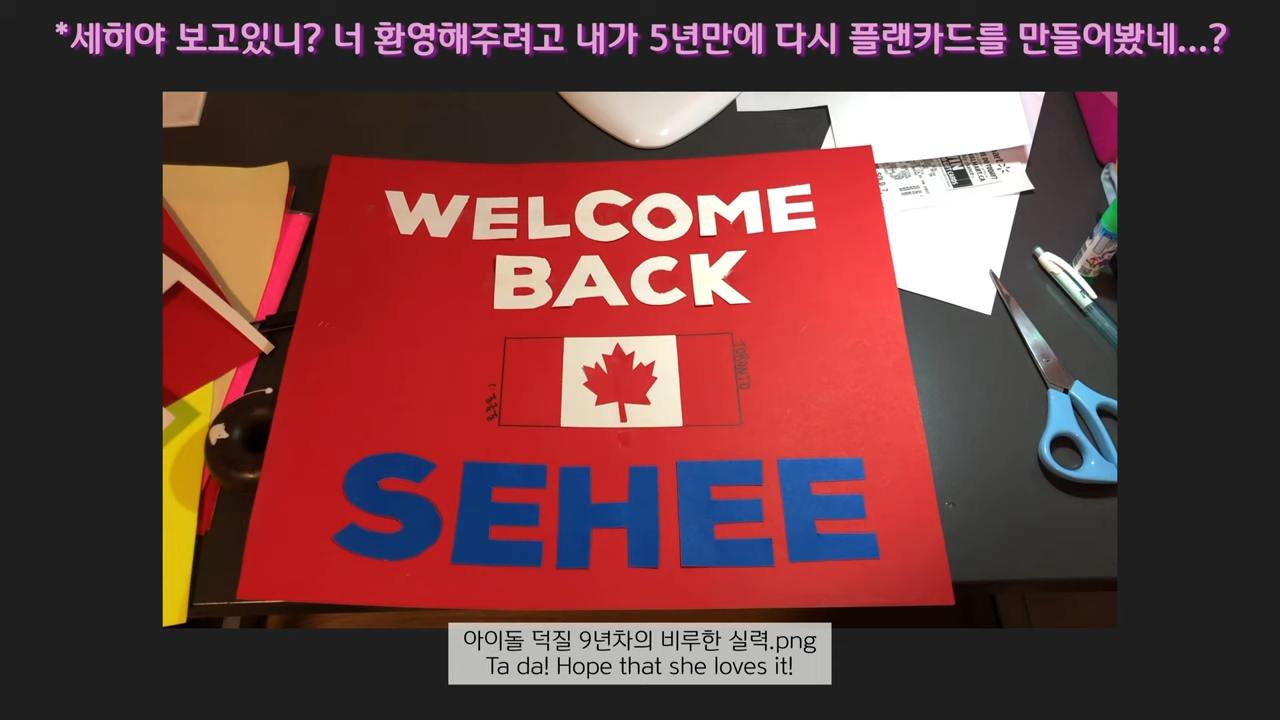 *세히야 보고있니? 너 환영해주려고 내가 5년만에 다시 플랜카드를 만들어봤네...?
WELCOME
BACK
TORONTO
SEHEE
아이돌 덕질 9년차의 비루한 실력.png
Ta da! Hope that she loves it!